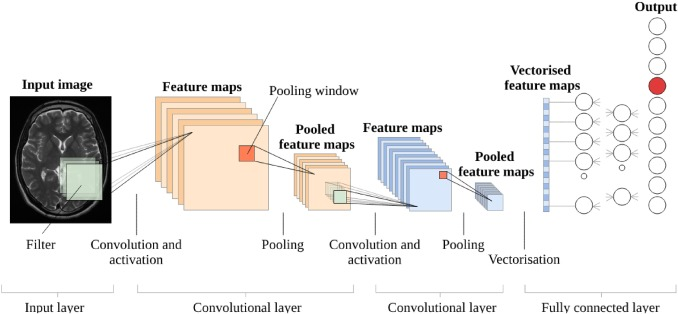 Output
Vectorised
feature maps
Input image
Feature maps
Pooling window
Pooled
feature maps
Feature maps
Pooled
feature maps
Filter
Convolution and
activation
Pooling
Convolution and
activation
Pooling
Vectorisation
Input layer
Convolutional layer
Convolutional layer
Fully connected layer